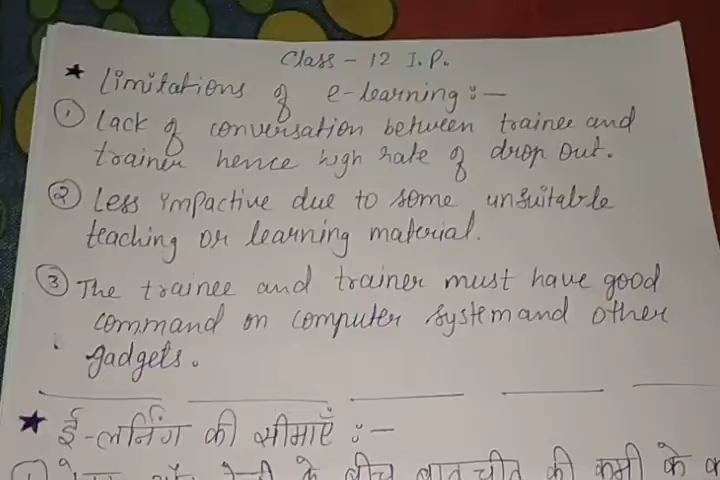 Class - 12 I.P.
★ Limitations of e-learning :-
① Lack of conversation between trainee and
trainer hence high rate of drop out.
② Less impactive due to some unsuitable
teaching or learning material.
③ The trainee and trainer must have good
command on computer system and other
gadgets.
★ ई-लर्निंग की सीमाएँ :-
के बीच बातचीत की कमी के